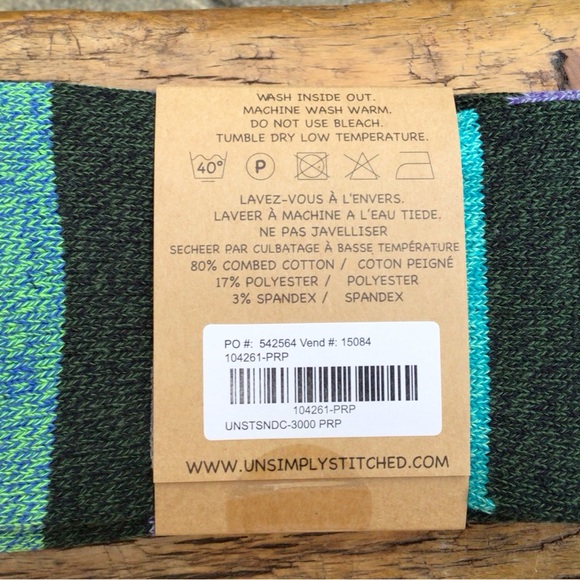 WASH INSIDE OUT.
MACHINE WASH WARM.
DO NOT USE BLEACH.
TUMBLE DRY LOW TEMPERATURE.
40° P
LAVEZ-VOUS À L'ENVERS.
LAVEER À MACHINE A L'EAU TIEDE.
NE PAS JAVELLISER
SECHEER PAR CULBATAGE À BASSE TEMPÉRATURE
80% COMBED COTTON / COTON PEIGNÉ
17% POLYESTER / POLYESTER
3% SPANDEX / SPANDEX
PO #: 542564 Vend #: 15084
104261-PRP
104261-PRP
UNSTSNDC-3000 PRP
WWW.UNSIMPLYSTITCHED.COM